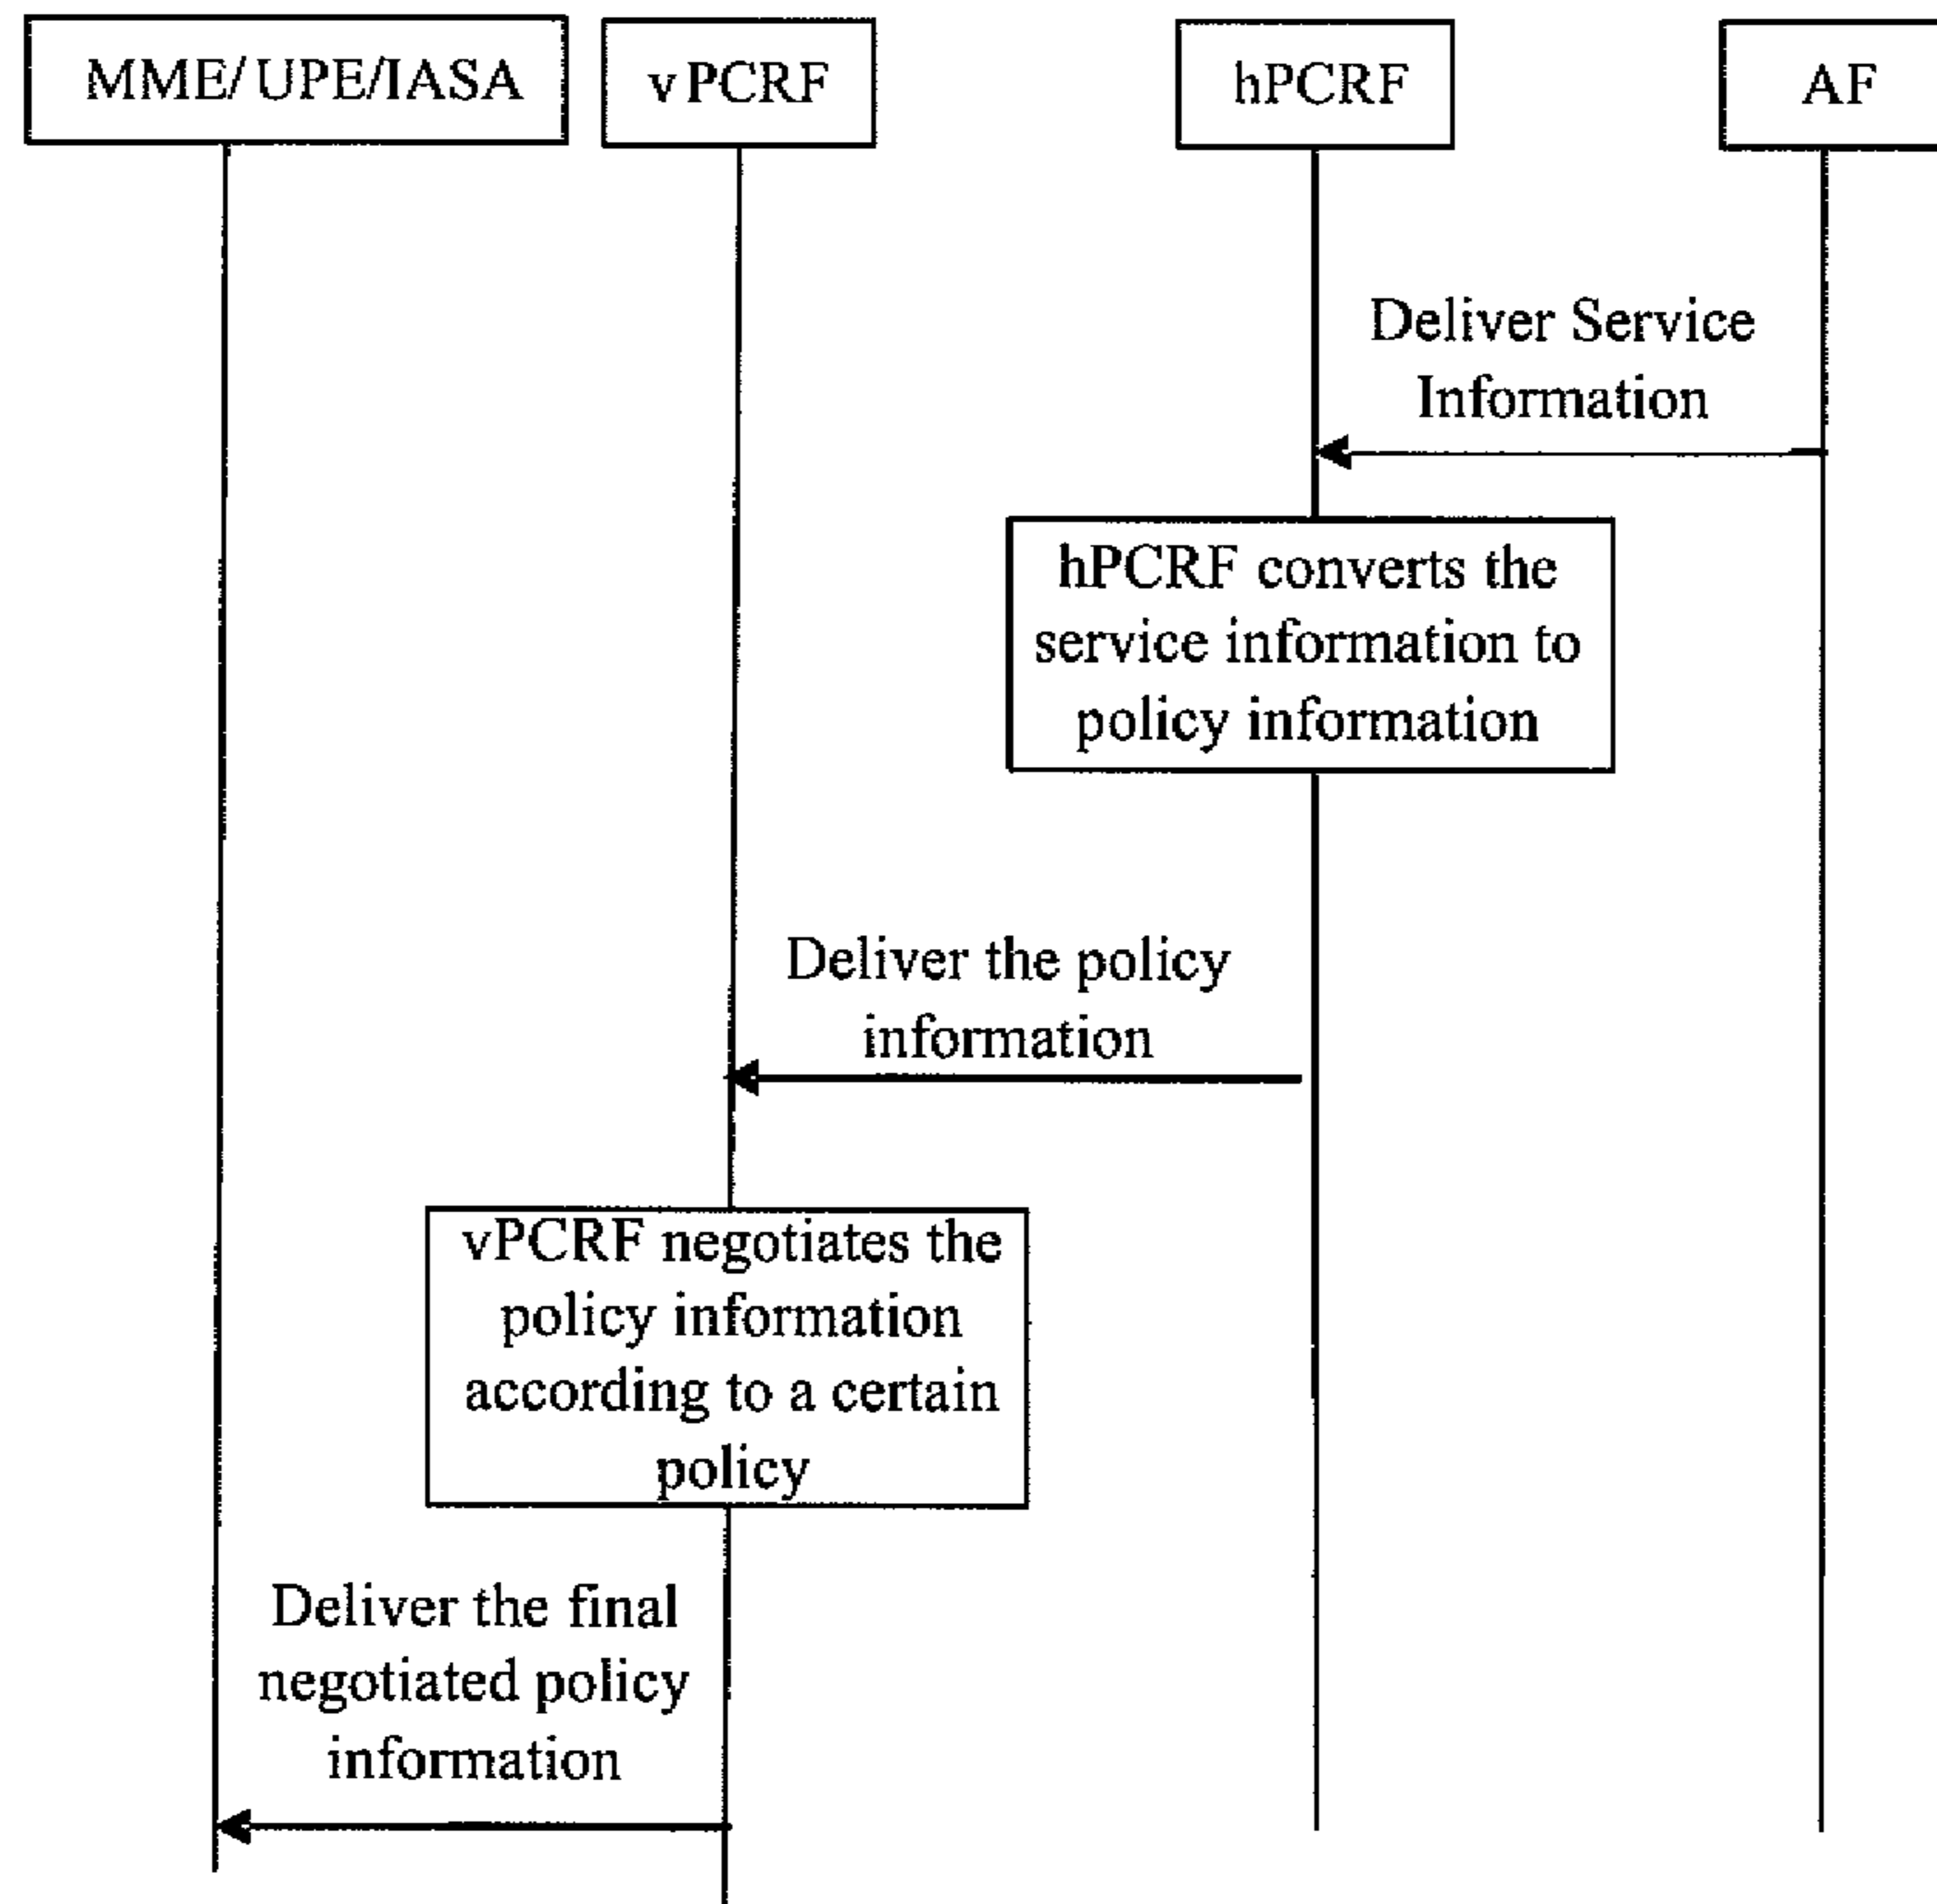 MME/ UPE/IASA
vPCRF
hPCRF
AF
Deliver Service
Information
hPCRF converts the
service information to
policy information
Deliver the policy
information
vPCRF negotiates the
policy information
according to a certain
policy
Deliver the final
negotiated policy
information